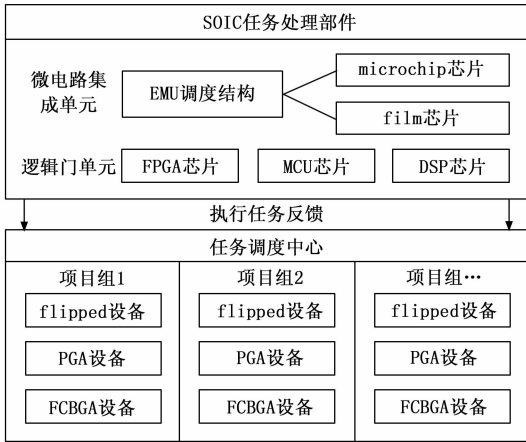 SOIC任务处理部件
微电路集
成单元
EMU调度结构
microchip芯片
film芯片
逻辑门单元
FPGA芯片
MCU芯片
DSP芯片
执行任务反馈
任务调度中心
项目组1
flipped设备
PGA设备
FCBGA设备
项目组2
flipped设备
PGA设备
FCBGA设备
项目组…
flipped设备
PGA设备
FCBGA设备